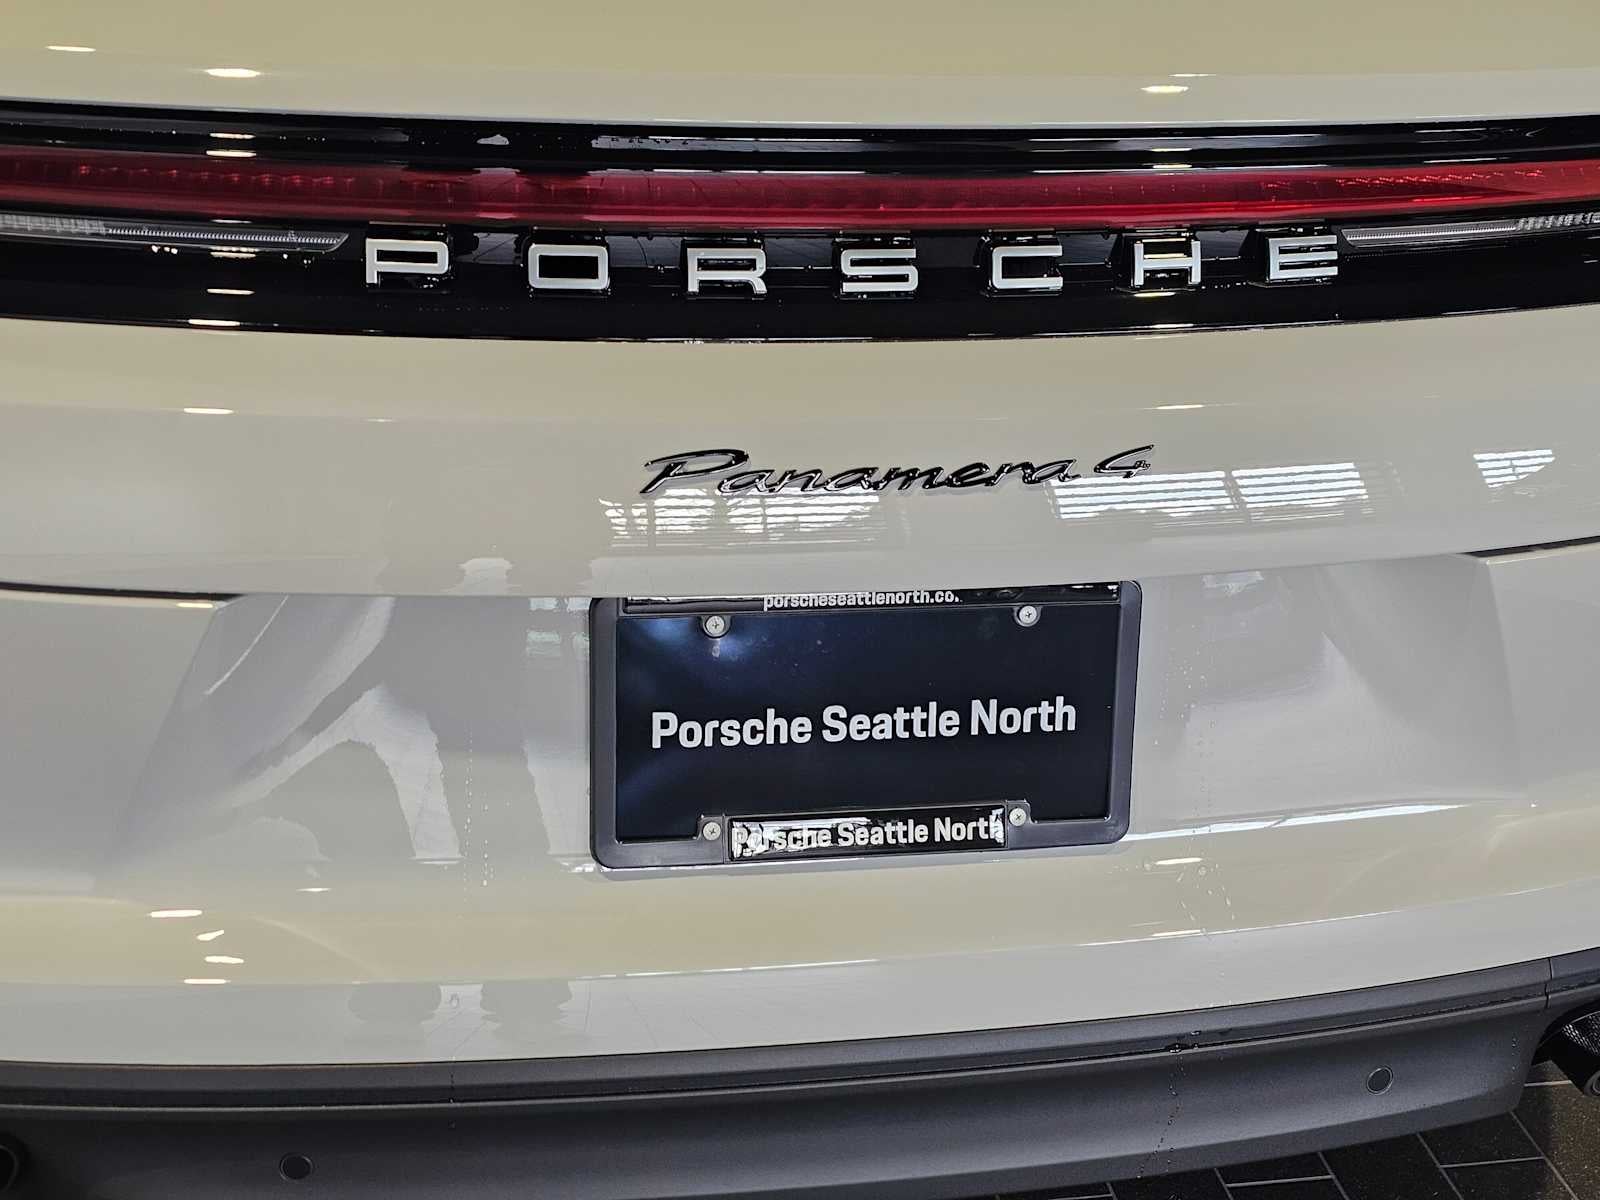 PORSCHE
Panamera 4
porscheseattlenorth.co
Porsche Seattle North
Porsche Seattle North